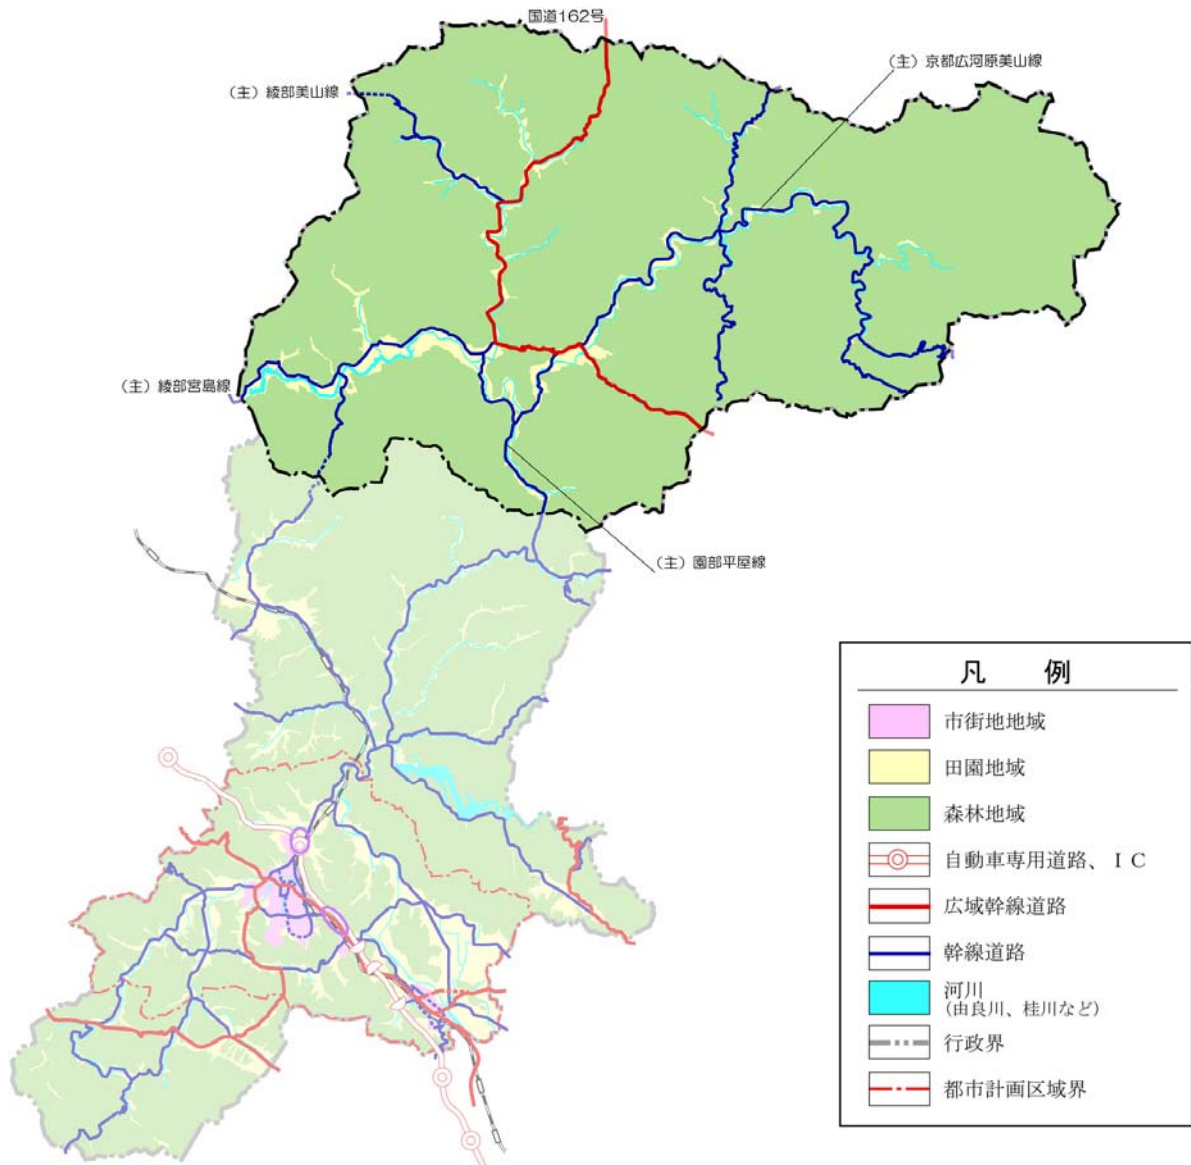 国道162号
(主) 京都広河原美山線
(主) 綾部美山線
(主) 綾部宮島線
(主) 園部平屋線
凡 例
市街地地域
田園地域
森林地域
自動車専用道路、ＩＣ
広域幹線道路
幹線道路
河川
(由良川、桂川など)
行政界
都市計画区域界